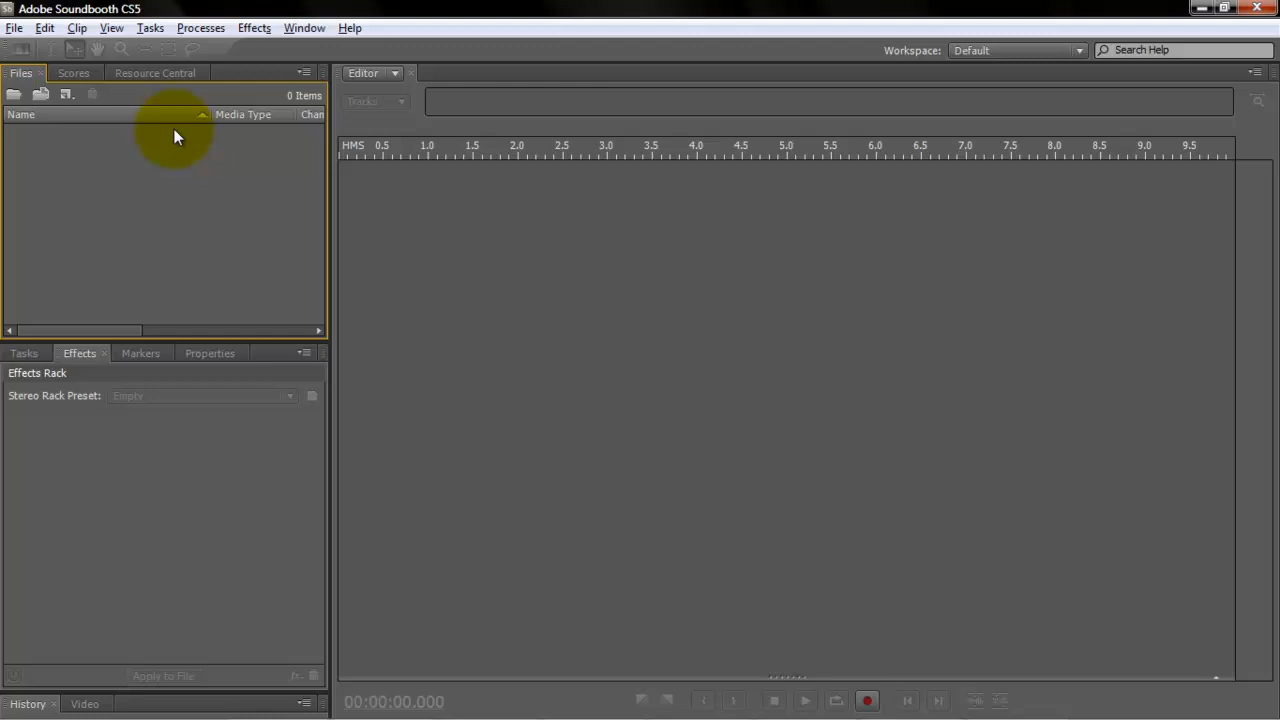 Sb Adobe Soundbooth CS5
File Edit Clip View Tasks Processes Effects Window Help
Workspace: Default Search Help
Files Scores Resource Central Editor
0 Items Tracks
Name Media Type Chan
HMS 0.5 1.0 1.5 2.0 2.5 3.0 3.5 4.0 4.5 5.0 5.5 6.0 6.5 7.0 7.5 8.0 8.5 9.0 9.5
Tasks Effects Markers Properties
Effects Rack
Stereo Rack Preset: Empty
Apply to File fx
History Video 00:00:00.000